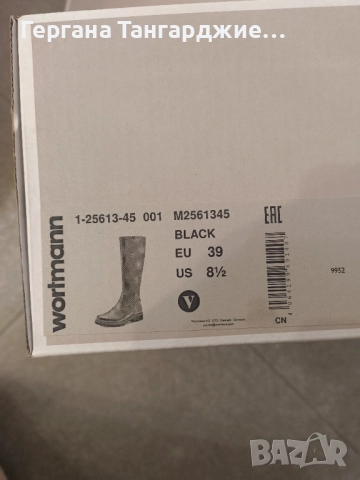 Гергана Тангарджие...
wortmann
1-25613-45 001 M2561345
BLACK
EU 39
US 8½
EAC
V
9952
CN
BAZAR